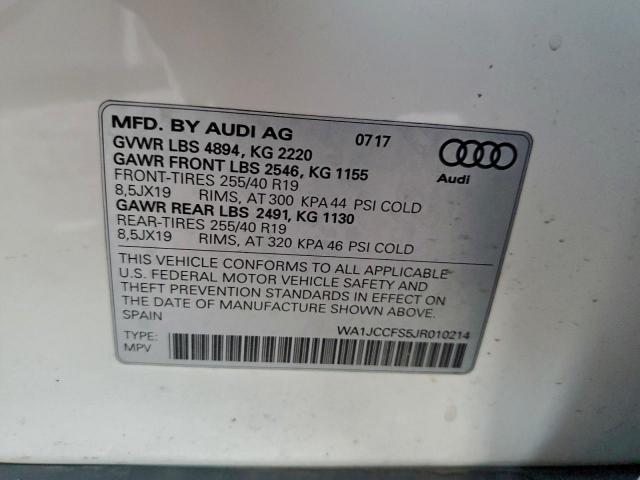 MFD. BY AUDI AG 0717
GVWR LBS 4894, KG 2220
GAWR FRONT LBS 2546, KG 1155
FRONT-TIRES 255/40 R19
8,5JX19 RIMS, AT 300 KPA 44 PSI COLD
GAWR REAR LBS 2491, KG 1130
REAR-TIRES 255/40 R19
8,5JX19 RIMS, AT 320 KPA 46 PSI COLD
Audi
THIS VEHICLE CONFORMS TO ALL APPLICABLE
U.S. FEDERAL MOTOR VEHICLE SAFETY AND
THEFT PREVENTION STANDARDS IN EFFECT ON
THE DATE OF MANUFACTURE SHOWN ABOVE.
SPAIN
WA1JCCFS5JR010214
TYPE:
MPV